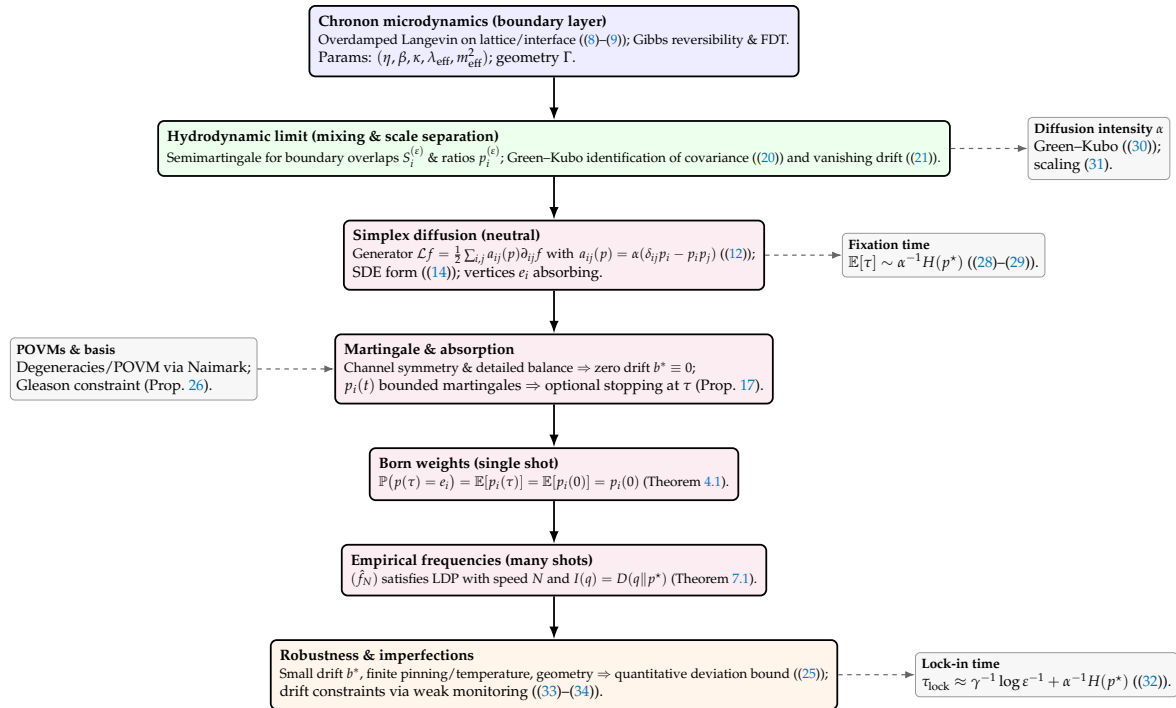 Chronon microdynamics (boundary layer)
Overdamped Langevin on lattice/interface ((8)–(9)); Gibbs reversibility & FDT.
Params: (η, β, κ, λ_eff, m²_eff); geometry Γ.
Hydrodynamic limit (mixing & scale separation)
Semimartingale for boundary overlaps S_i^(ε) & ratios p_i^(ε); Green–Kubo identification of covariance ((20)) and vanishing drift ((21)).
Diffusion intensity α
Green–Kubo ((30));
scaling (31).
Simplex diffusion (neutral)
Generator ℒf = ½ ∑_{i,j} a_ij(p)∂_ij f with a_ij(p) = α(δ_ij p_i − p_i p_j) ((12));
SDE form ((14)); vertices e_i absorbing.
Fixation time
𝔼[τ] ∼ α⁻¹H(p⋆) ((28)–(29)).
POVMs & basis
Degeneracies/POVM via Naimark;
Gleason constraint (Prop. 26).
Martingale & absorption
Channel symmetry & detailed balance ⇒ zero drift b* ≡ 0;
p_i(t) bounded martingales ⇒ optional stopping at τ (Prop. 17).
Born weights (single shot)
ℙ(p(τ) = e_i) = 𝔼[p_i(τ)] = 𝔼[p_i(0)] = p_i(0) (Theorem 4.1).
Empirical frequencies (many shots)
(f̂_N) satisfies LDP with speed N and I(q) = D(q‖p⋆) (Theorem 7.1).
Robustness & imperfections
Small drift b*, finite pinning/temperature, geometry ⇒ quantitative deviation bound ((25));
drift constraints via weak monitoring ((33)–(34)).
Lock-in time
τ_lock ≈ γ⁻¹ log ε⁻¹ + α⁻¹H(p⋆) ((32)).